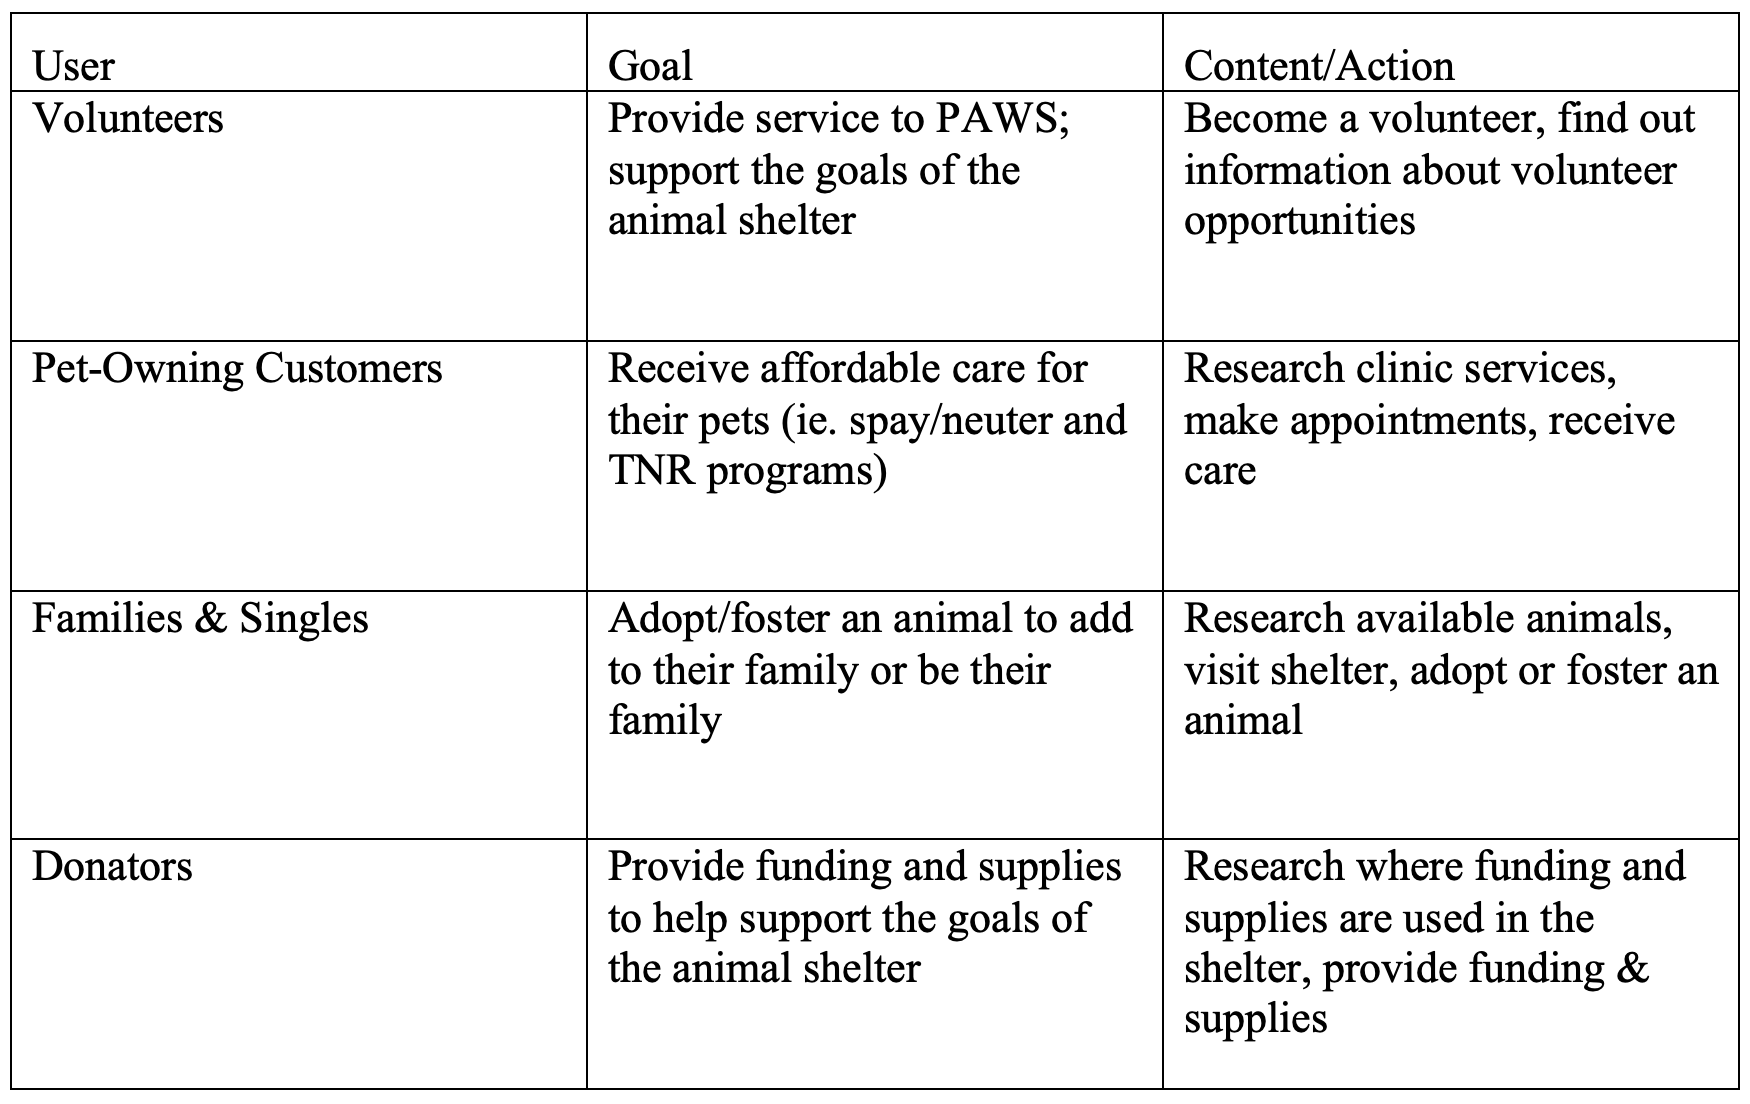 User
Goal
Content/Action
Volunteers
Provide service to PAWS;
support the goals of the
animal shelter
Become a volunteer, find out
information about volunteer
opportunities
Pet-Owning Customers
Receive affordable care for
their pets (ie. spay/neuter and
TNR programs)
Research clinic services,
make appointments, receive
care
Families & Singles
Adopt/foster an animal to add
to their family or be their
family
Research available animals,
visit shelter, adopt or foster an
animal
Donators
Provide funding and supplies
to help support the goals of
the animal shelter
Research where funding and
supplies are used in the
shelter, provide funding &
supplies